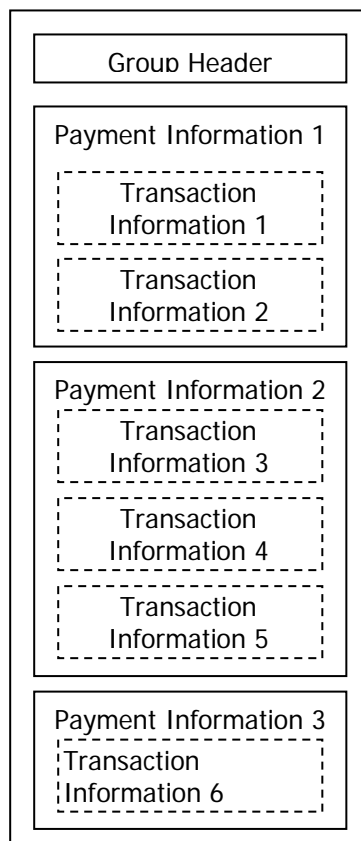 Group Header
Payment Information 1
Transaction
Information 1
Transaction
Information 2
Payment Information 2
Transaction
Information 3
Transaction
Information 4
Transaction
Information 5
Payment Information 3
Transaction
Information 6